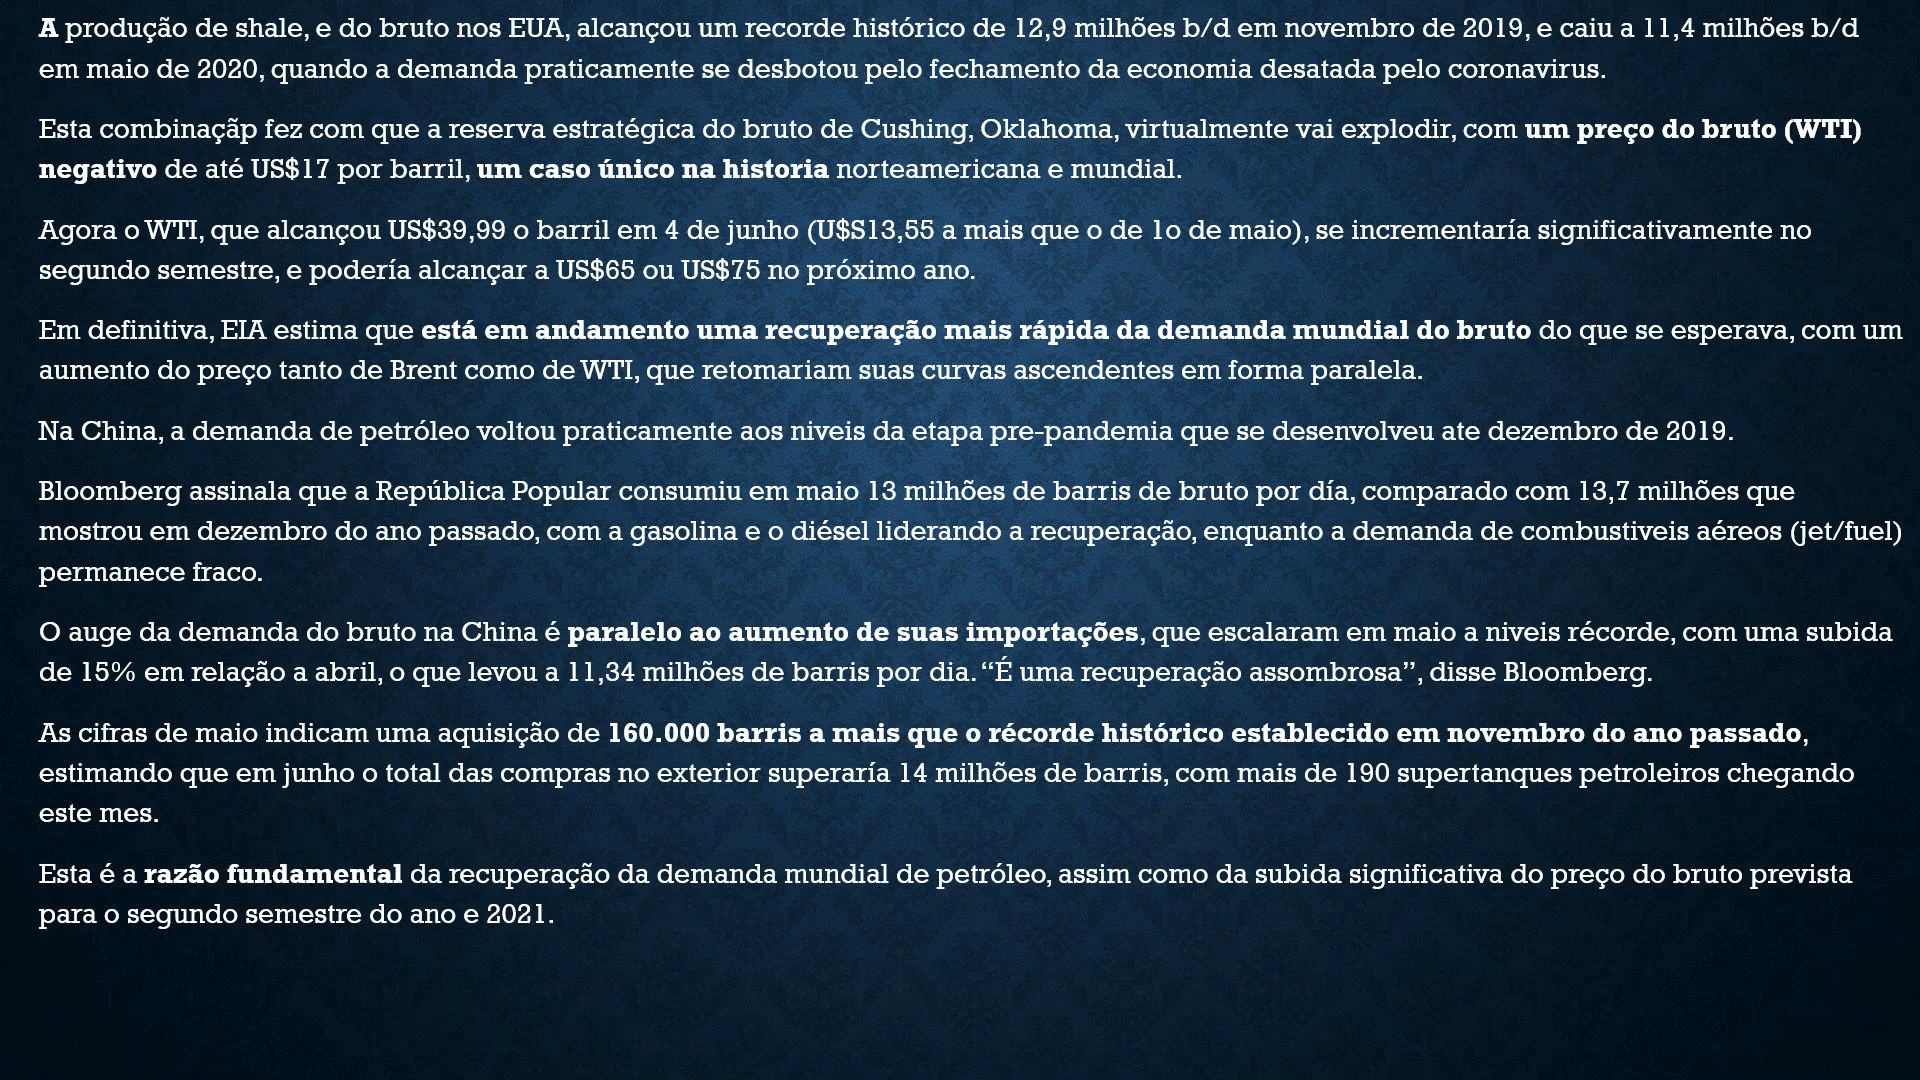 A produção de shale, e do bruto nos EUA, alcançou um recorde histórico de 12,9 milhões b/d em novembro de 2019, e caiu a 11,4 milhões b/d
em maio de 2020, quando a demanda praticamente se desbotou pelo fechamento da economia desatada pelo coronavirus.
Esta combinaçãp fez com que a reserva estratégica do bruto de Cushing, Oklahoma, virtualmente vai explodir, com um preço do bruto (WTI)
negativo de até US$17 por barril, um caso único na historia norteamericana e mundial.
Agora o WTI, que alcançou US$39,99 o barril em 4 de junho (U$S13,55 a mais que o de 1o de maio), se incrementaría significativamente no
segundo semestre, e podería alcançar a US$65 ou US$75 no próximo ano.
Em definitiva, EIA estima que está em andamento uma recuperação mais rápida da demanda mundial do bruto do que se esperava, com um
aumento do preço tanto de Brent como de WTI, que retomariam suas curvas ascendentes em forma paralela.
Na China, a demanda de petróleo voltou praticamente aos niveis da etapa pre-pandemia que se desenvolveu ate dezembro de 2019.
Bloomberg assinala que a República Popular consumiu em maio 13 milhões de barris de bruto por día, comparado com 13,7 milhões que
mostrou em dezembro do ano passado, com a gasolina e o diésel liderando a recuperação, enquanto a demanda de combustiveis aéreos (jet/fuel)
permanece fraco.
O auge da demanda do bruto na China é paralelo ao aumento de suas importações, que escalaram em maio a niveis récorde, com uma subida
de 15% em relação a abril, o que levou a 11,34 milhões de barris por dia. “É uma recuperação assombrosa”, disse Bloomberg.
As cifras de maio indicam uma aquisição de 160.000 barris a mais que o récorde histórico establecido em novembro do ano passado,
estimando que em junho o total das compras no exterior superaría 14 milhões de barris, com mais de 190 supertanques petroleiros chegando
este mes.
Esta é a razão fundamental da recuperação da demanda mundial de petróleo, assim como da subida significativa do preço do bruto prevista
para o segundo semestre do ano e 2021.